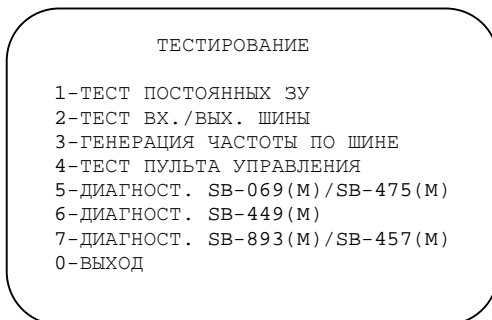 ТЕСТИРОВАНИЕ
1-ТЕСТ ПОСТОЯННЫХ ЗУ
2-ТЕСТ ВХ./ВЫХ. ШИНЫ
3-ГЕНЕРАЦИЯ ЧАСТОТЫ ПО ШИНЕ
4-ТЕСТ ПУЛЬТА УПРАВЛЕНИЯ
5-ДИАГНОСТ. SB-069(M)/SB-475(M)
6-ДИАГНОСТ. SB-449(M)
7-ДИАГНОСТ. SB-893(M)/SB-457(M)
0-ВЫХОД